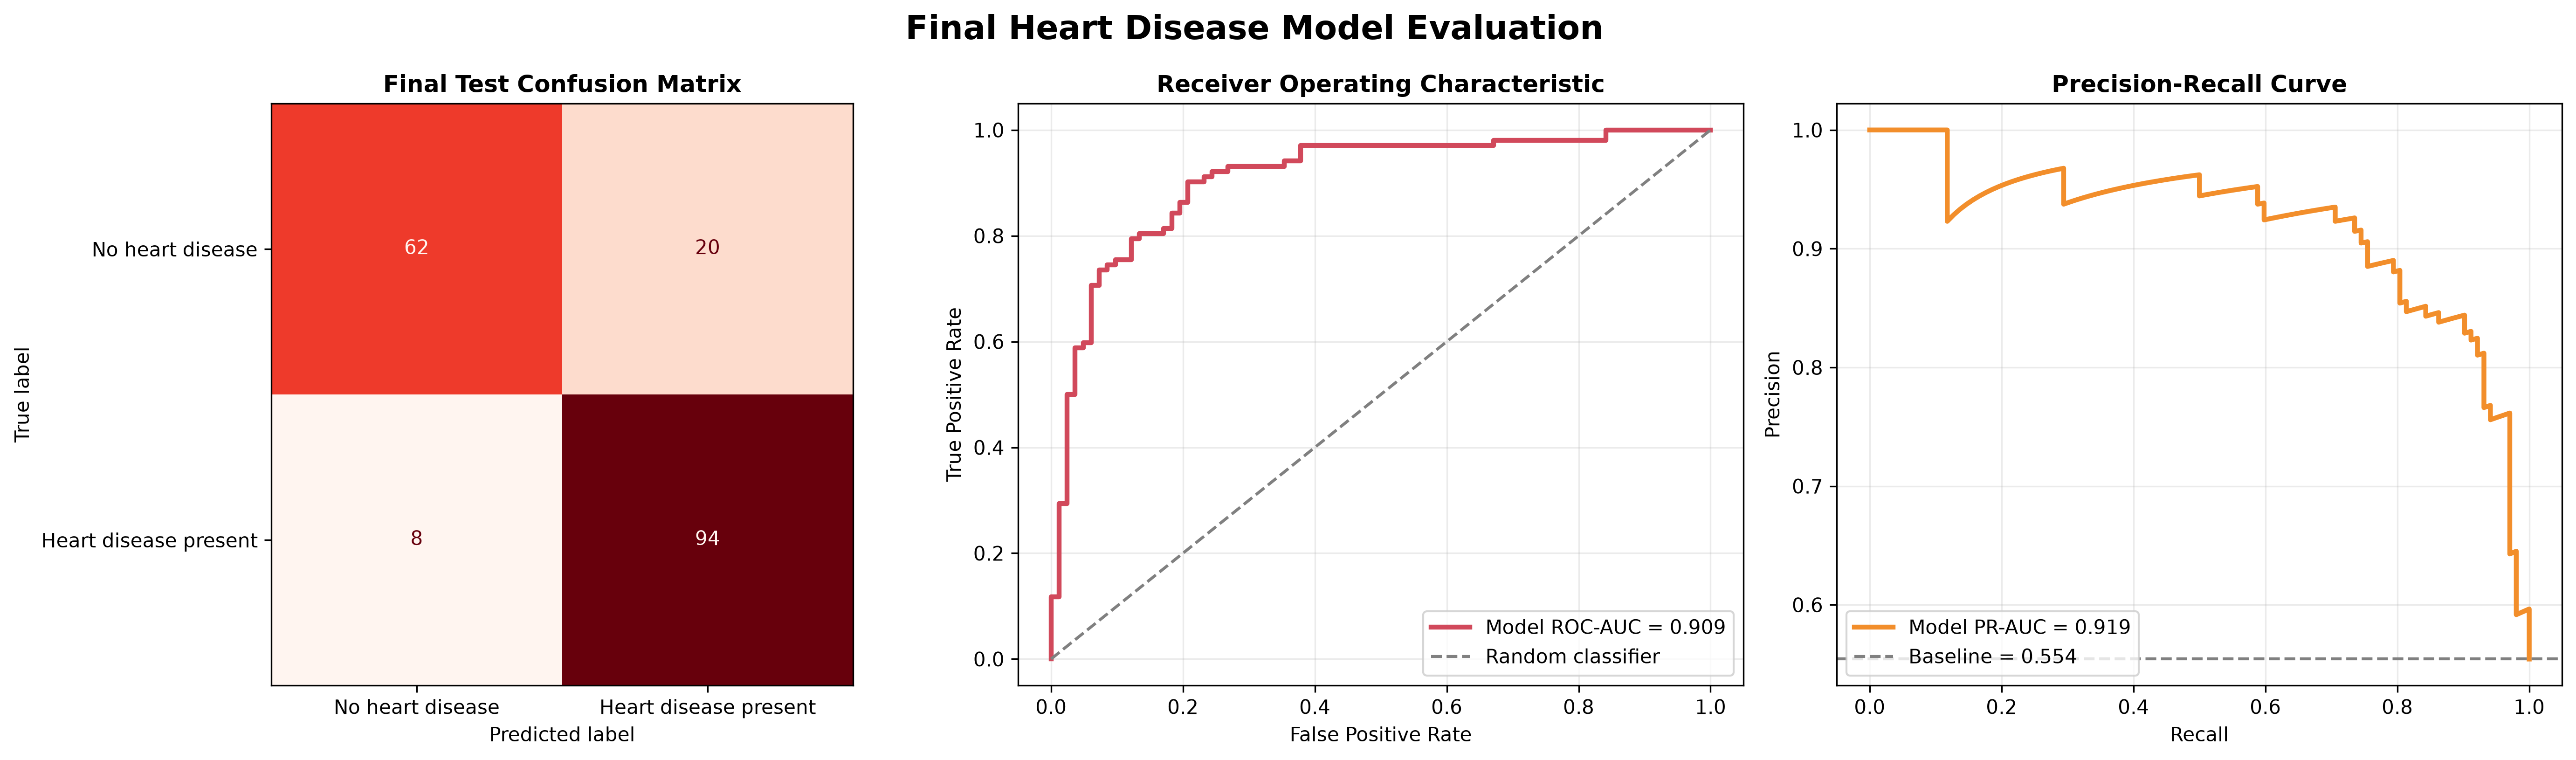 Final Heart Disease Model Evaluation
Final Test Confusion Matrix
True label
No heart disease
Heart disease present
62
20
8
94
No heart disease
Heart disease present
Predicted label
Receiver Operating Characteristic
True Positive Rate
1.0
0.8
0.6
0.4
0.2
0.0
Model ROC-AUC = 0.909
Random classifier
0.0
0.2
0.4
0.6
0.8
1.0
False Positive Rate
Precision-Recall Curve
Precision
1.0
0.9
0.8
0.7
0.6
Model PR-AUC = 0.919
Baseline = 0.554
0.0
0.2
0.4
0.6
0.8
1.0
Recall